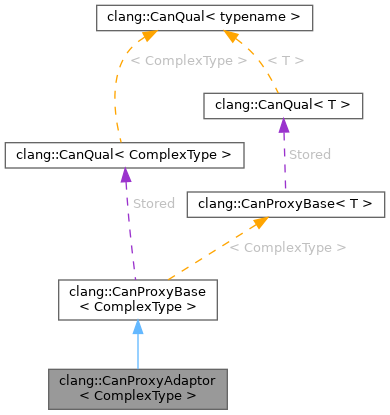 clang::CanQual< typename >
< ComplexType >
< T >
clang::CanQual< T >
clang::CanQual< ComplexType >
Stored
Stored
clang::CanProxyBase< T >
< ComplexType >
clang::CanProxyBase
< ComplexType >
clang::CanProxyAdaptor
< ComplexType >